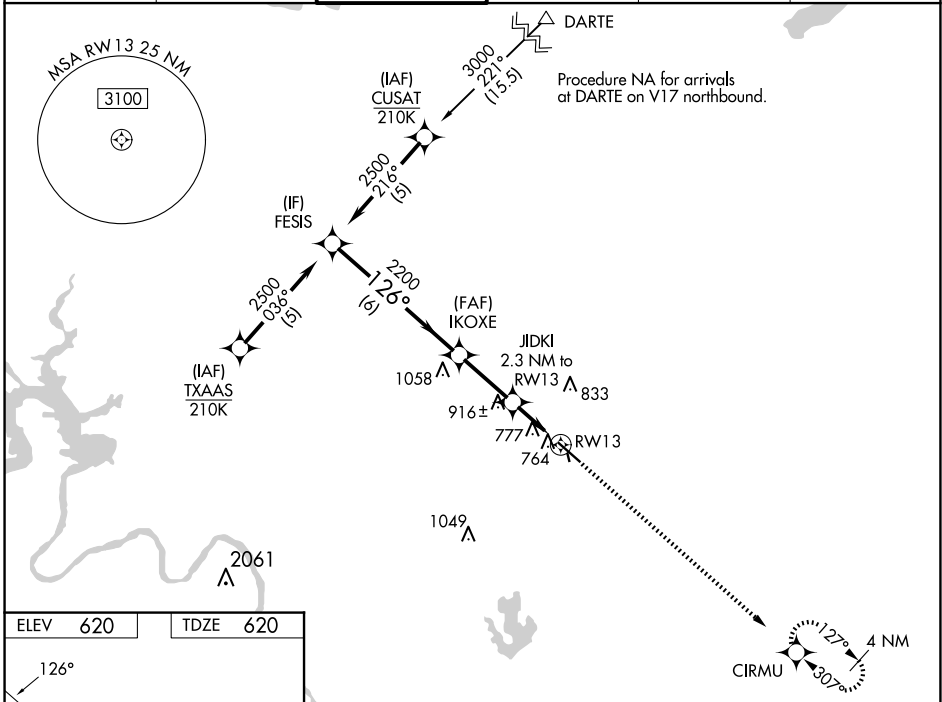 DARTE
MSA RW13 25 NM
3100
3000
221°
(15.5)
Procedure NA for arrivals
at DARTE on V17 northbound.
(IAF)
CUSAT
210K
2500
216°
(5)
(IF)
FESIS
2200
126°
(6)
2500
036°
(5)
(FAF)
IKOXE
(IAF)
TXAAS
210K
JIDKI
2.3 NM to
RW13
1058
833
916±
777
764
RW13
1049
2061
ELEV 620
TDZE 620
126°
CIRMU
127°
307°
4 NM